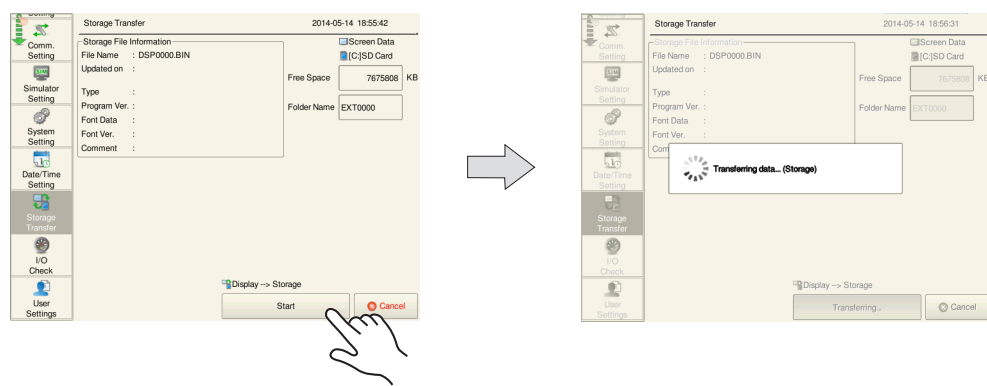 Setting
Storage Transfer
2014-05-14 18:55:42
Comm.
Setting
Simulator
Setting
System
Setting
Date/Time
Setting
Storage
Transfer
I/O
Check
User
Settings
Storage File Information
File Name : DSP0000.BIN
Updated on :
Type :
Program Ver. :
Font Data :
Font Ver. :
Comment :
Screen Data
[C:]SD Card
Free Space 7675808 KB
Folder Name EXT0000
Display --> Storage
Start
Cancel
Storage Transfer
2014-05-14 18:56:31
Comm.
Setting
SIM
Simulator
Setting
System
Setting
Date/Time
Setting
Storage
Transfer
I/O
Check
User
Settings
Storage File Information
File Name : DSP0000.BIN
Updated on :
Type :
Program Ver. :
Font Data :
Font Ver. :
Com
Screen Data
[C:]SD Card
Free Space 7675808 KE
Folder Name EXT0000
Transferring data... (Storage)
Display --> Storage
Transferring...
Cancel